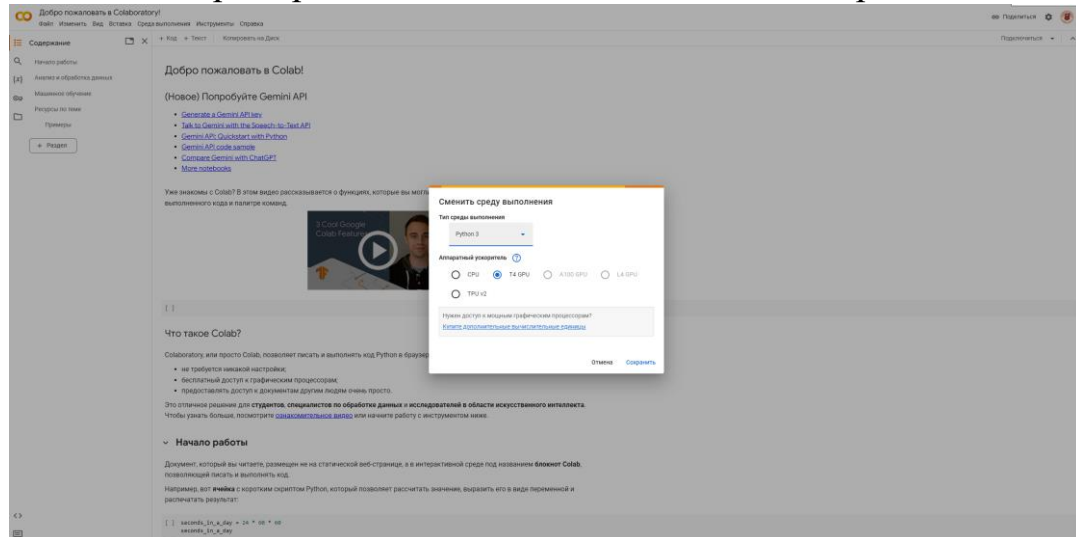 Добро пожаловать в Colaboratory!
Файл Изменить Вид Вставка Среда выполнения Инструменты Справка
Поделиться
Содержание
+ Код + Текст
Копировать на Диск
Подключиться
Начало работы
Анализ и обработка данных
Машинное обучение
Ресурсы по теме
Примеры
+ Раздел
Добро пожаловать в Colab!
(Новое) Попробуйте Gemini API
Generate a Gemini API key
Talk to Gemini with the Speech-to-Text API
Gemini API: Quickstart with Python
Gemini API code sample
Compare Gemini with ChatGPT
More notebooks
Уже знакомы с Colab? В этом видео рассказывается о функциях, которые вы могл
выполненного кода и палитре команд.
3 Cool Google
Colab Features
Сменить среду выполнения
Тип среды выполнения
Python 3
Аппаратный ускоритель
CPU T4 GPU A100 GPU L4 GPU
TPU v2
Нужен доступ к мощным графическим процессорам?
Купите дополнительные вычислительные единицы
Отмена Сохранить
[ ]
Что такое Colab?
Colaboratory, или просто Colab, позволяет писать и выполнять код Python в браузер
не требуется никакой настройки;
бесплатный доступ к графическим процессорам;
предоставлять доступ к документам другим людям очень просто.
Это отличное решение для студентов, специалистов по обработке данных и исследователей в области искусственного интеллекта.
Чтобы узнать больше, посмотрите ознакомительное видео или начните работу с инструментом ниже.
Начало работы
Документ, который вы читаете, размещен не на статической веб-странице, а в интерактивной среде под названием блокнот Colab,
позволяющей писать и выполнять код.
Например, вот ячейка с коротким скриптом Python, который позволяет рассчитать значение, выразить его в виде переменной и
распечатать результат:
[ ] seconds_in_a_day = 24 * 60 * 60
seconds_in_a_day